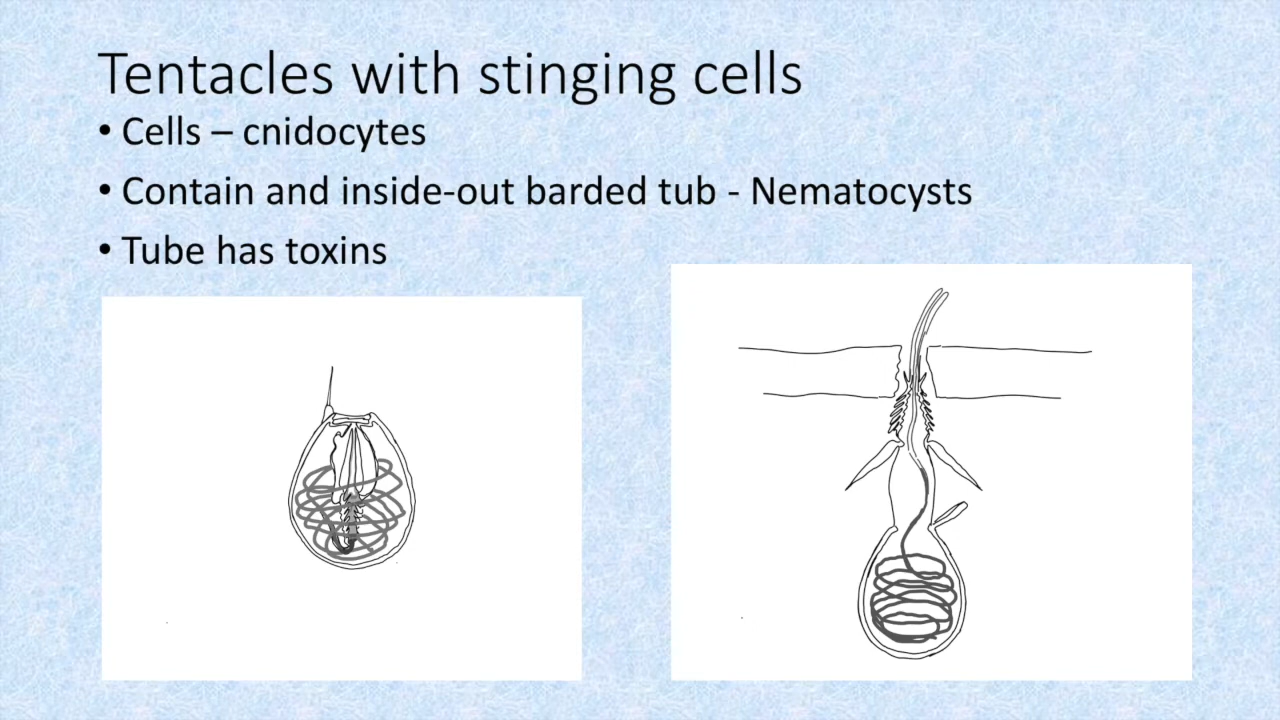 Tentacles with stinging cells
• Cells – cnidocytes
• Contain and inside-out barded tub - Nematocysts
• Tube has toxins